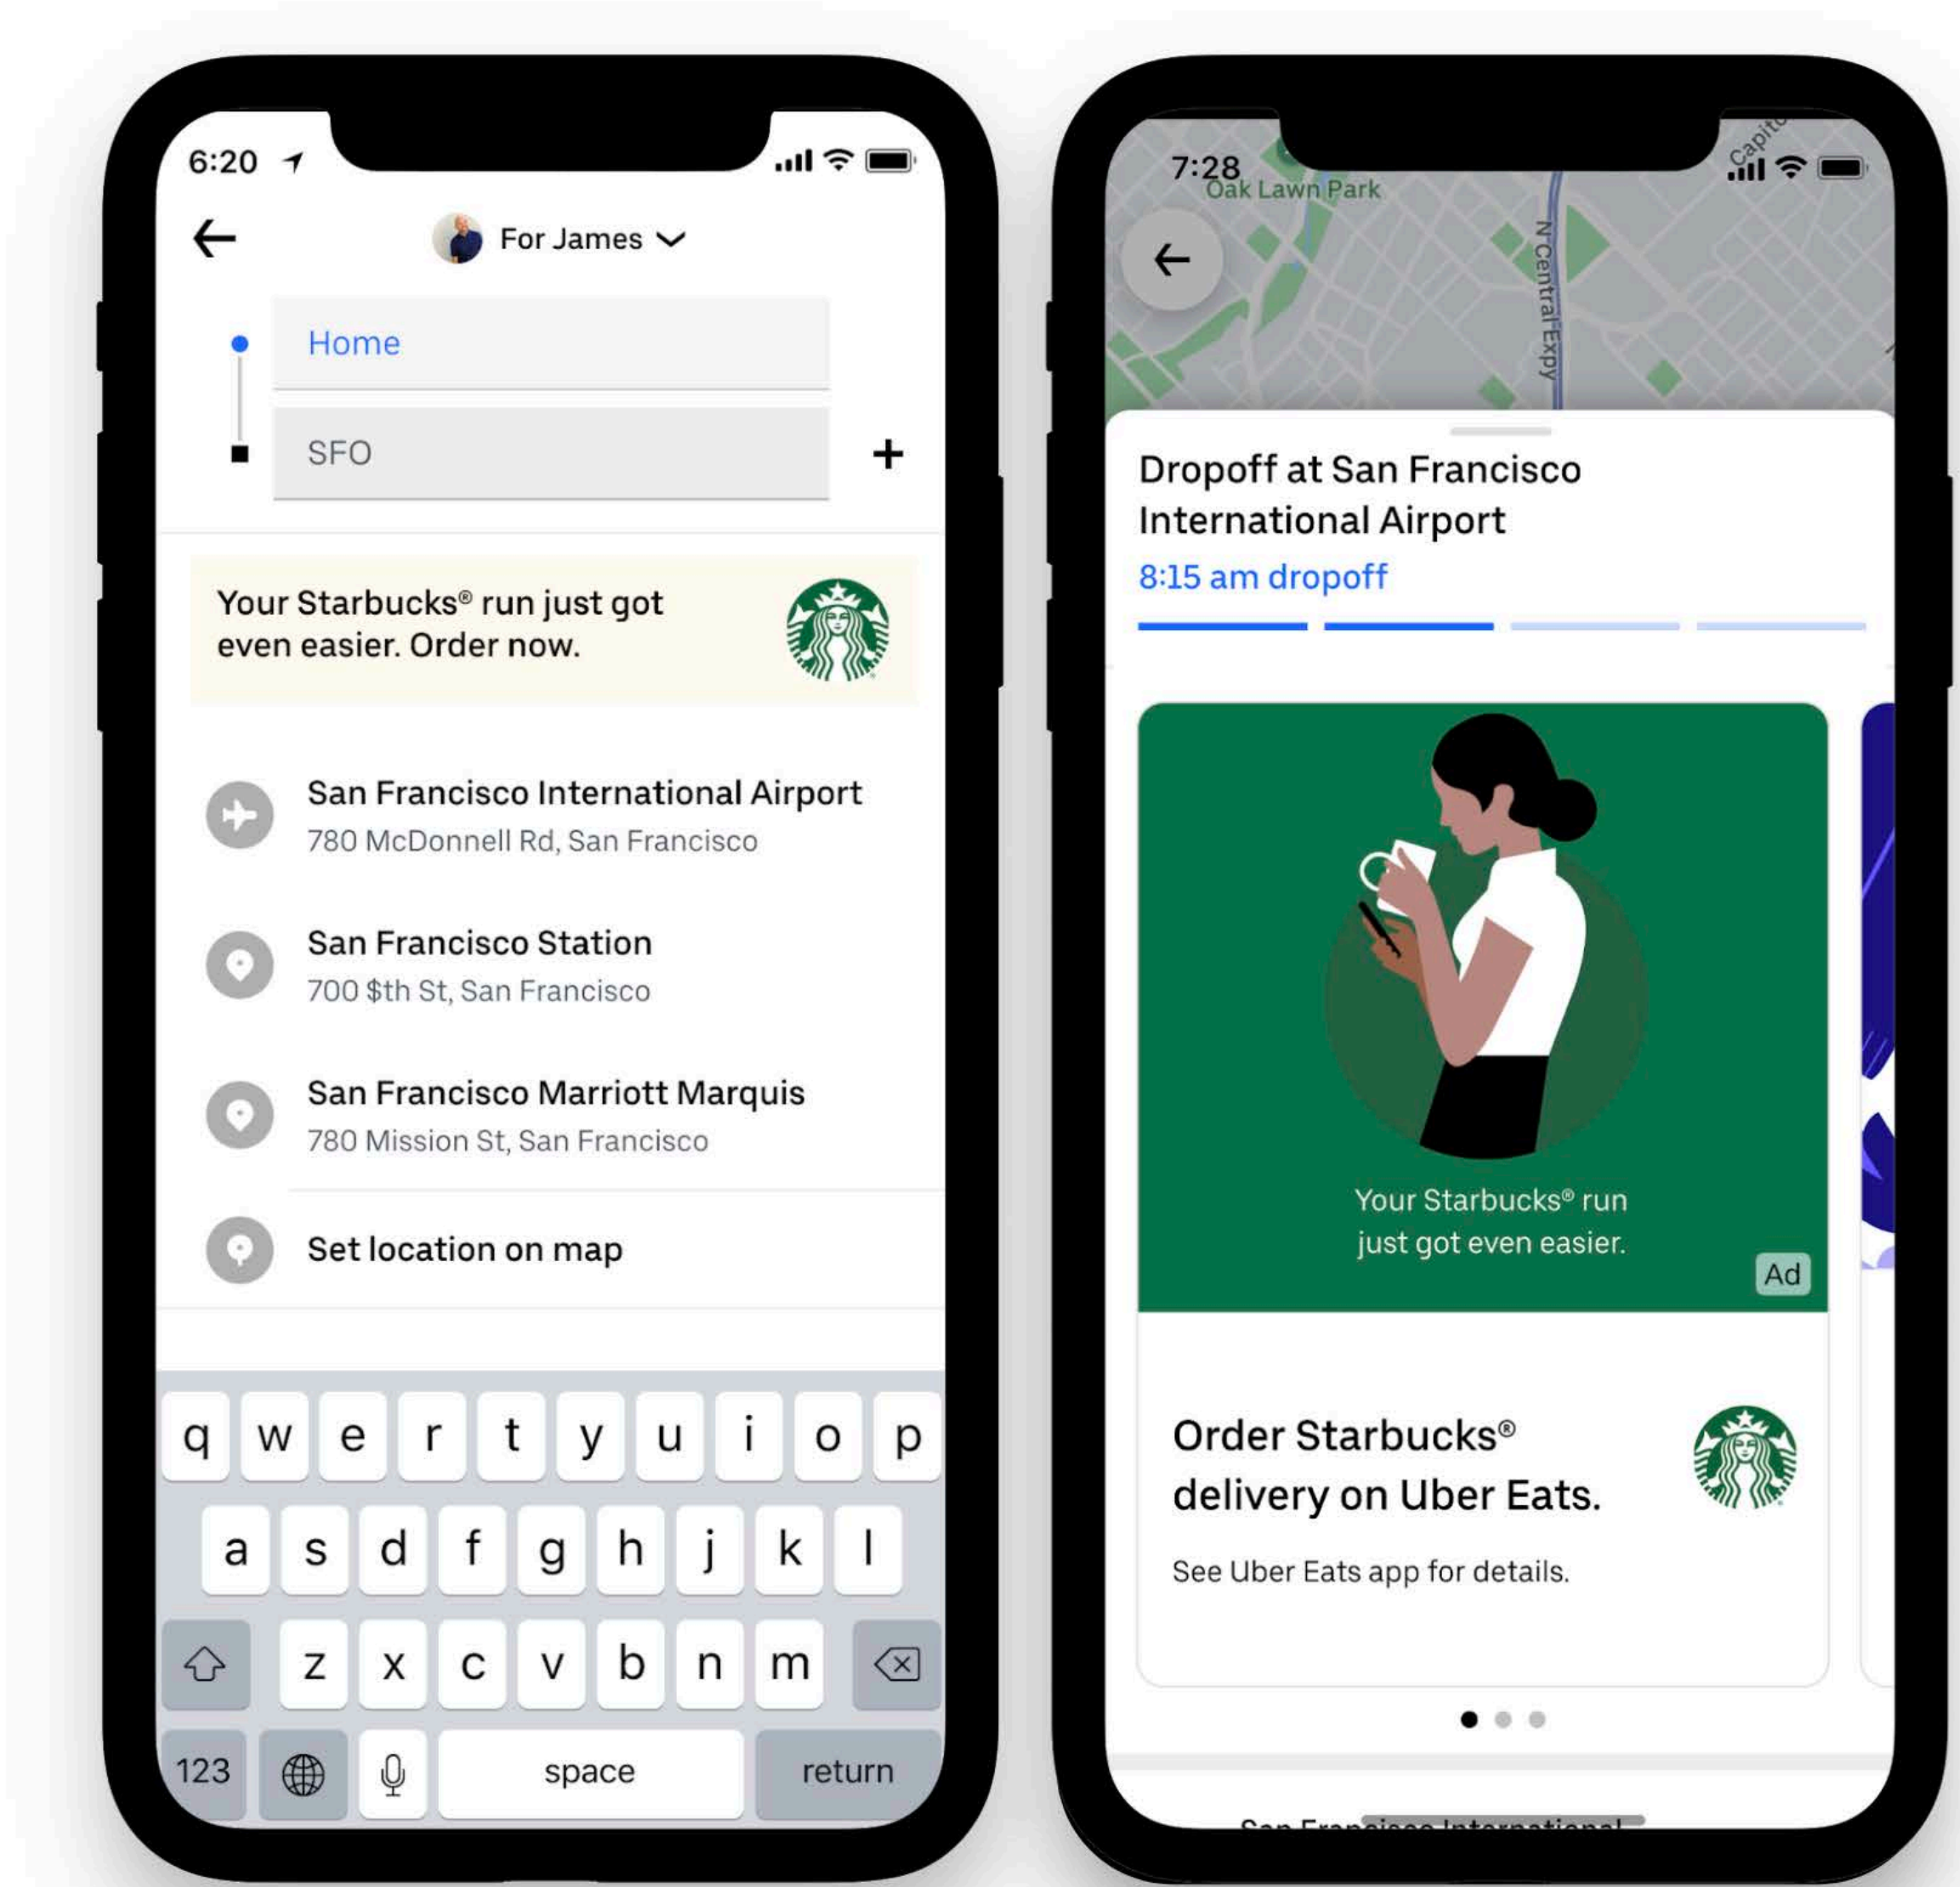 6:20
For James
Home
SFO
+
Your Starbucks® run just got
even easier. Order now.
San Francisco International Airport
780 McDonnell Rd, San Francisco
San Francisco Station
700 $th St, San Francisco
San Francisco Marriott Marquis
780 Mission St, San Francisco
Set location on map
q w e r t y u i o p
a s d f g h j k l
z x c v b n m
123 space return
7:28
Capito
Oak Lawn Park
N Central Expy
Dropoff at San Francisco
International Airport
8:15 am dropoff
Your Starbucks® run
just got even easier.
Ad
Order Starbucks®
delivery on Uber Eats.
See Uber Eats app for details.
San Francisco International